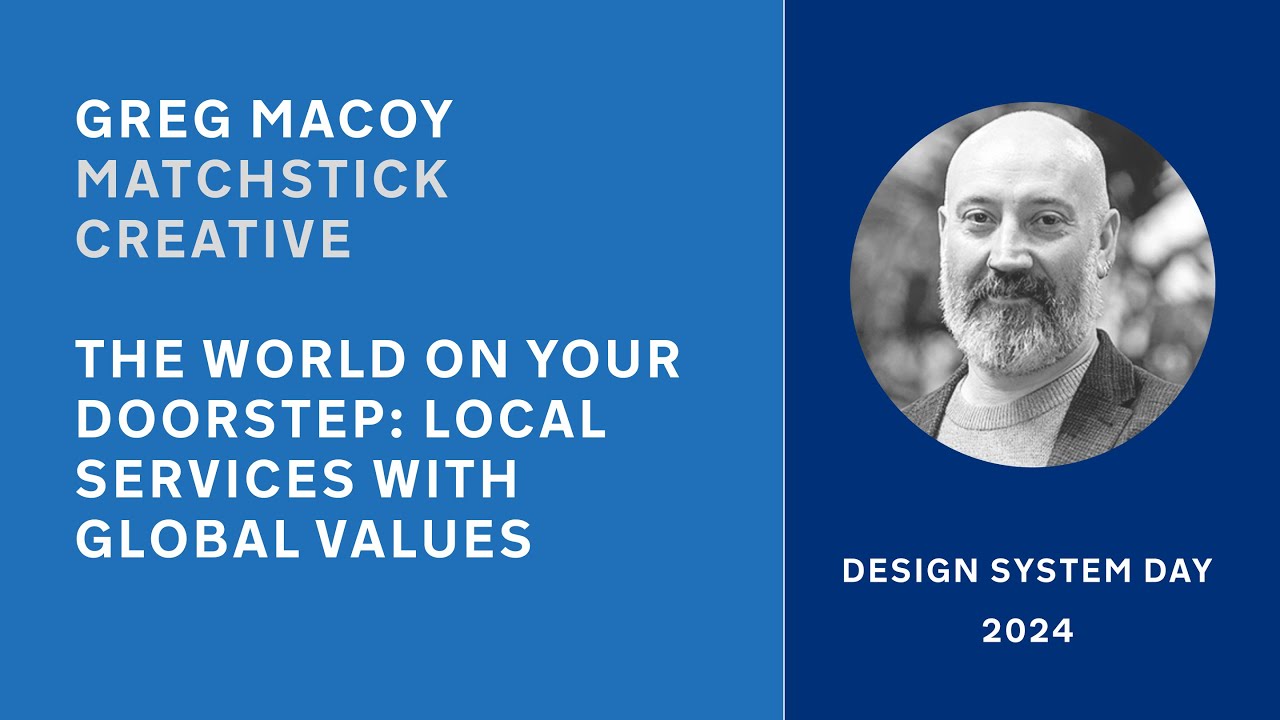 GREG MACOY
MATCHSTICK
CREATIVE
THE WORLD ON YOUR
DOORSTEP: LOCAL
SERVICES WITH
GLOBAL VALUES
DESIGN SYSTEM DAY
2024